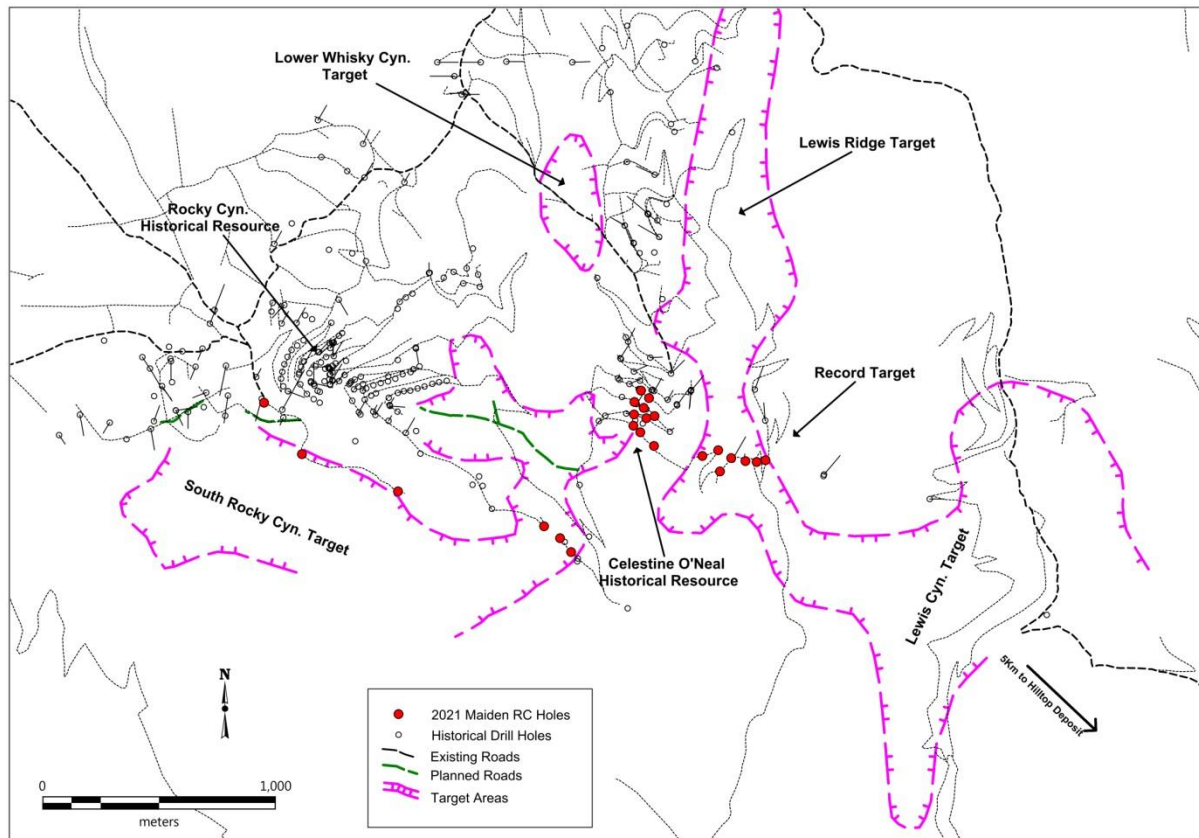 Lower Whisky Cyn.
Target
Lewis Ridge Target
Rocky Cyn.
Historical Resource
Record Target
South Rocky Cyn. Target
Celestine O'Neal
Historical Resource
Lewis Cyn. Target
5Km to Hilltop Deposit
N
2021 Maiden RC Holes
Historical Drill Holes
Existing Roads
Planned Roads
Target Areas
0 1,000
meters